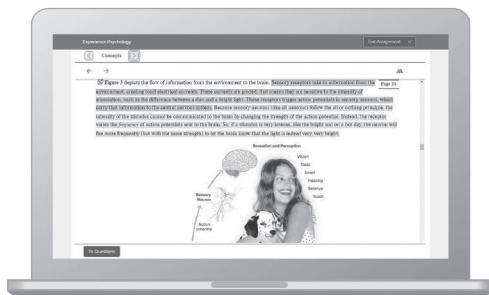 Experience Psychology
Exit Assignment
Concepts
AA
Figure 3 depicts the flow of information from the environment to the brain. Sensory receptors take in information from the
Page 85
environment, creating local electrical currents. These currents are graded; that means they are sensitive to the intensity of
stimulation, such as the difference between a dim and a bright light. These receptors trigger action potentials in sensory neurons, which
carry that information to the central nervous system. Because sensory neurons (like all neurons) follow the all-or-nothing principle, the
intensity of the stimulus cannot be communicated to the brain by changing the strength of the action potential. Instead, the receptor
varies the frequency of action potentials sent to the brain. So, if a stimulus is very intense, like the bright sun on a hot day, the neuron will
fire more frequently (but with the same strength) to let the brain know that the light is indeed very, very bright.
Sensation and Perception
Vision
Taste
Smell
Hearing
Balance
Touch
Sensory
Neuron
Action
potential
To Questions